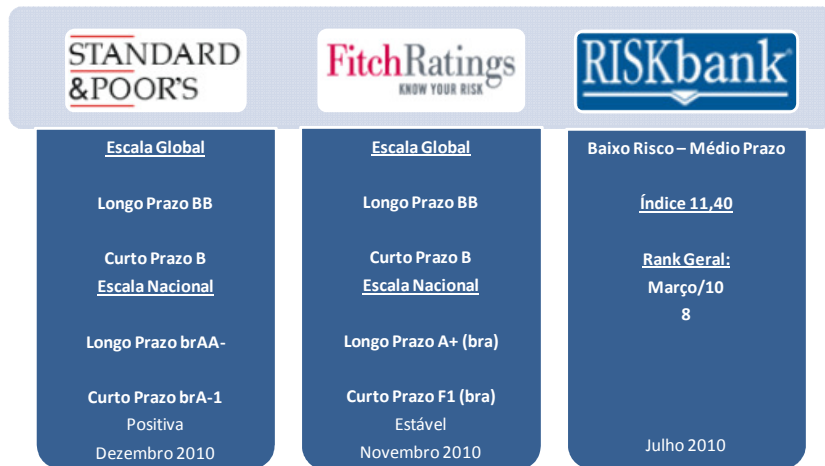 STANDARD
&POOR'S
Escala Global
Longo Prazo BB
Curto Prazo B
Escala Nacional
Longo Prazo brAA-
Curto Prazo brA-1
Positiva
Dezembro 2010
FitchRatings
KNOW YOUR RISK
Escala Global
Longo Prazo BB
Curto Prazo B
Escala Nacional
Longo Prazo A+ (bra)
Curto Prazo F1 (bra)
Estável
Novembro 2010
RISKbank
Baixo Risco – Médio Prazo
Índice 11,40
Rank Geral:
Março/10
8
Julho 2010